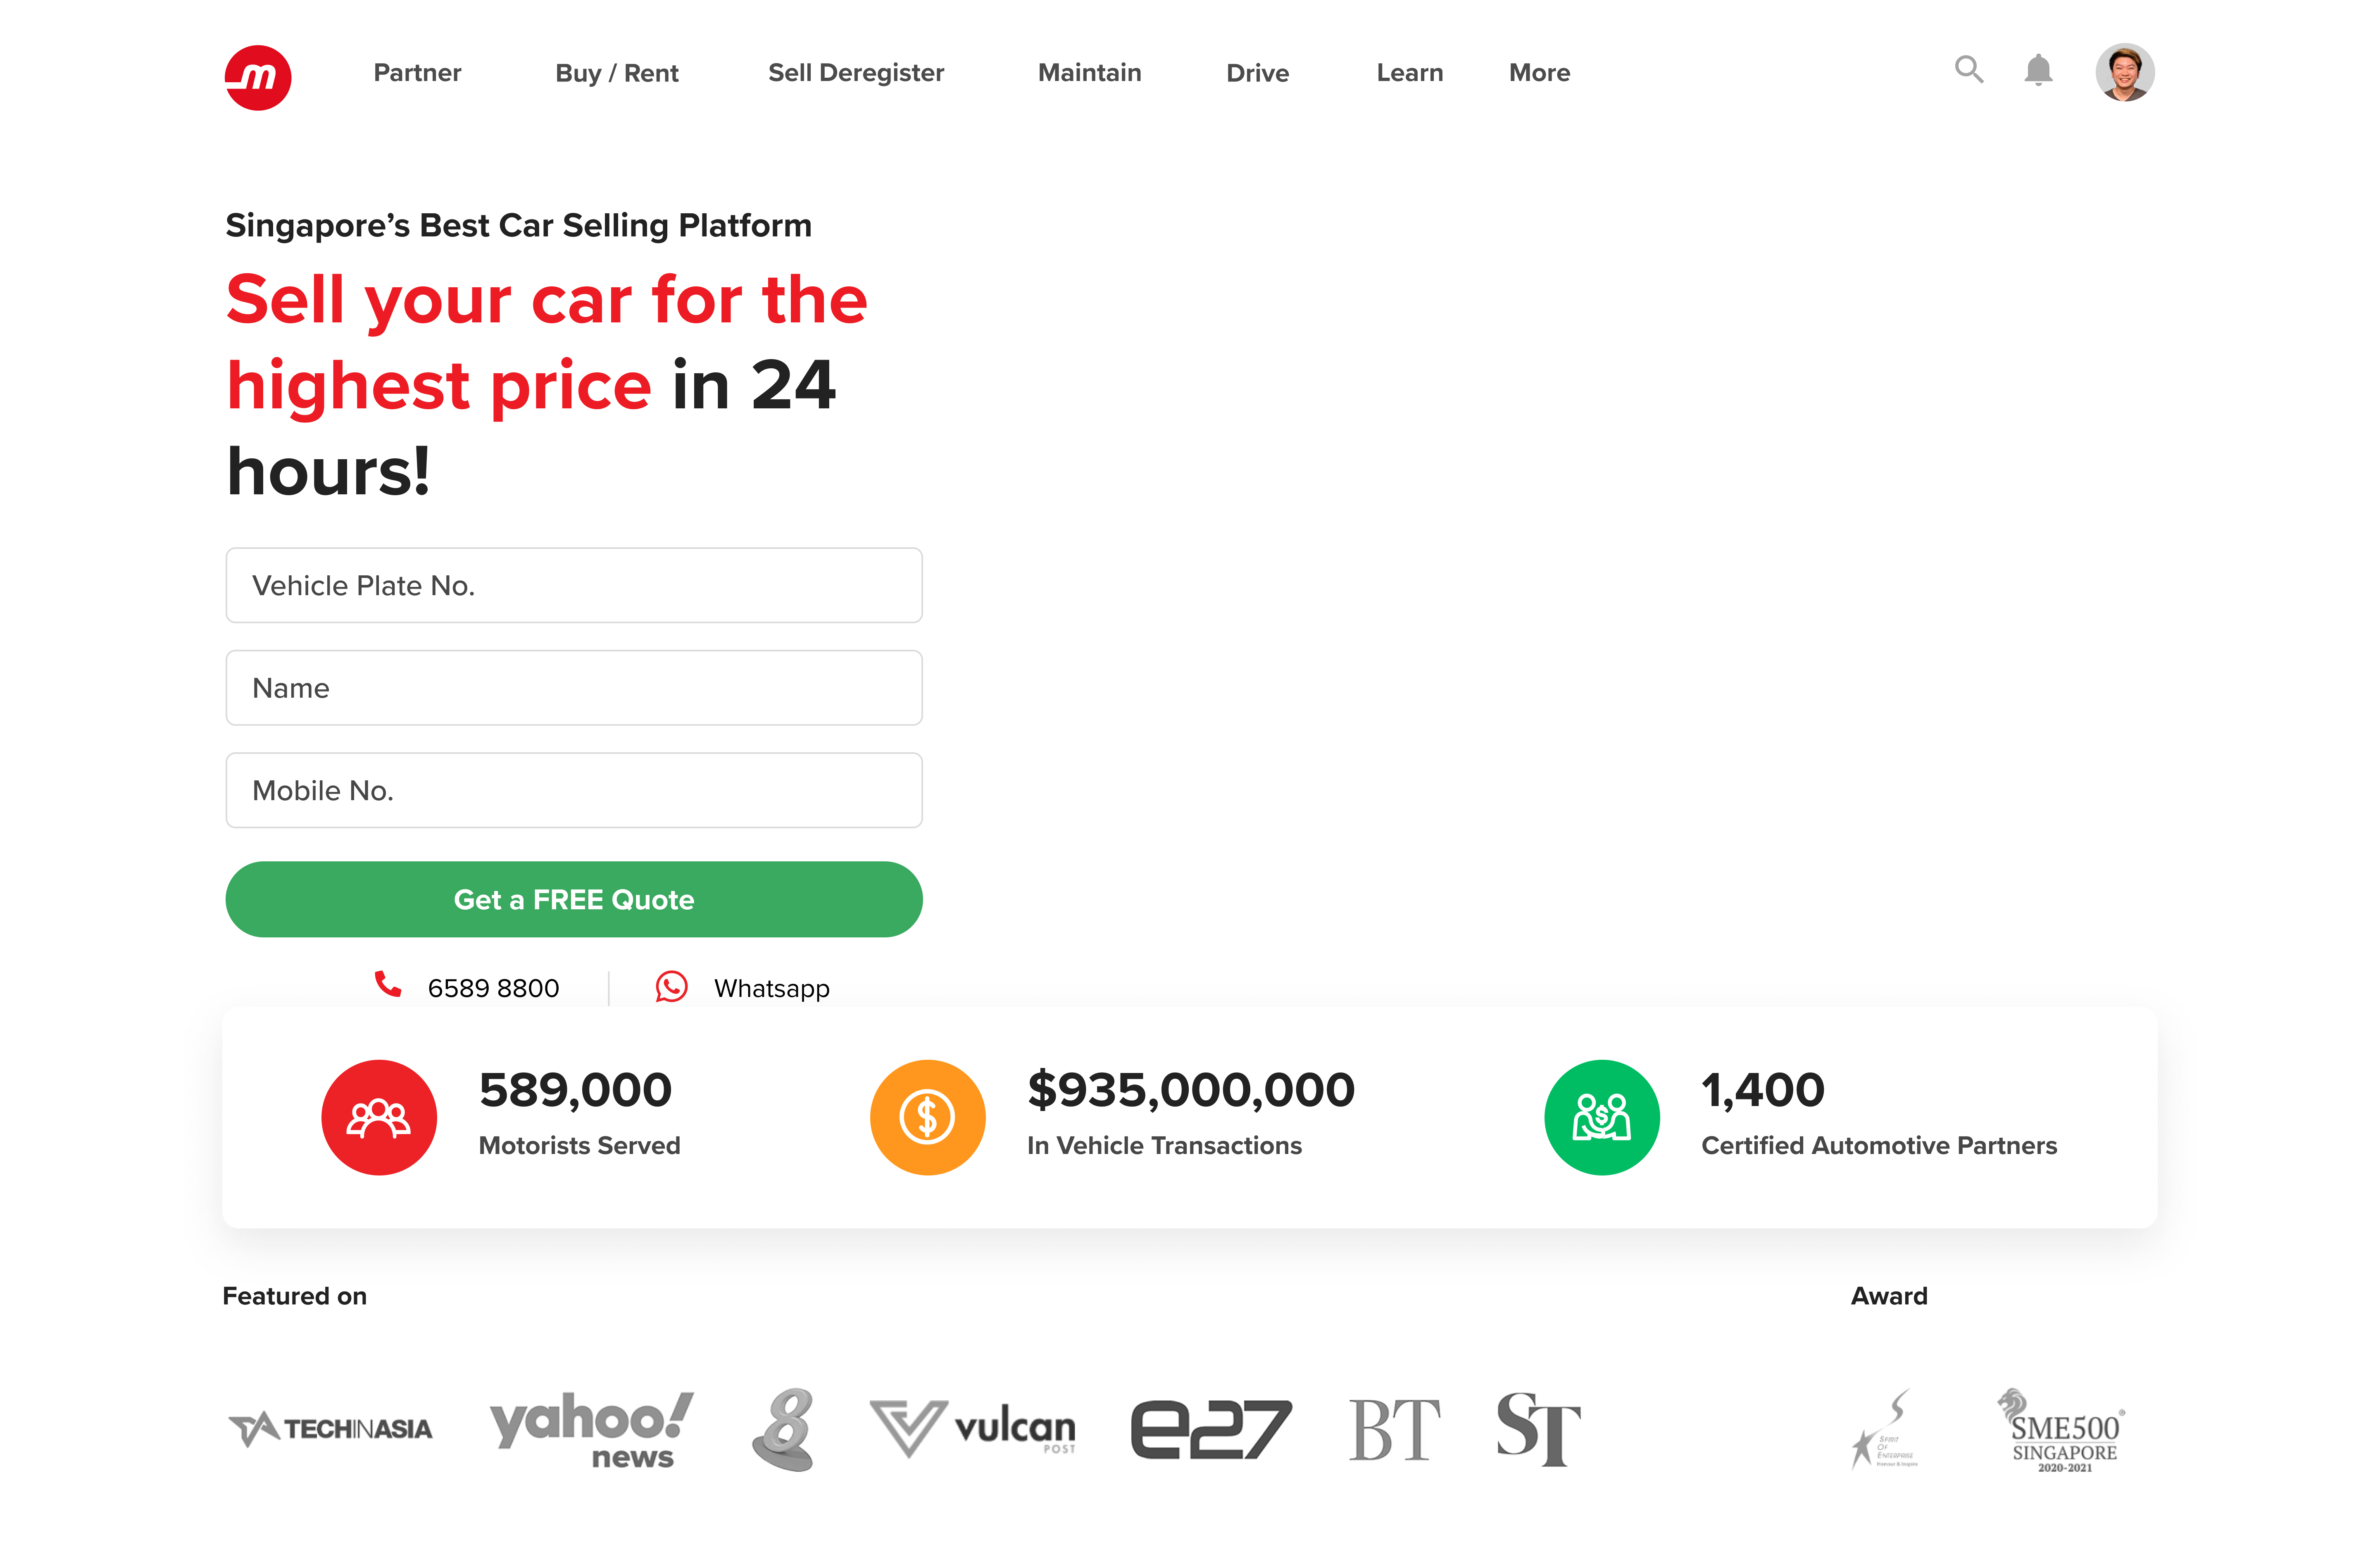 m
Partner
Buy / Rent
Sell Deregister
Maintain
Drive
Learn
More
Singapore’s Best Car Selling Platform
Sell your car for the
highest price in 24
hours!
Vehicle Plate No.
Name
Mobile No.
Get a FREE Quote
6589 8800
Whatsapp
589,000
Motorists Served
$935,000,000
In Vehicle Transactions
1,400
Certified Automotive Partners
Featured on
Award
TECHINASIA
yahoo!
news
8
vulcan
POST
e27
BT
ST
SPIRIT
OF
ENTERPRISE
SME500®
SINGAPORE
2020-2021